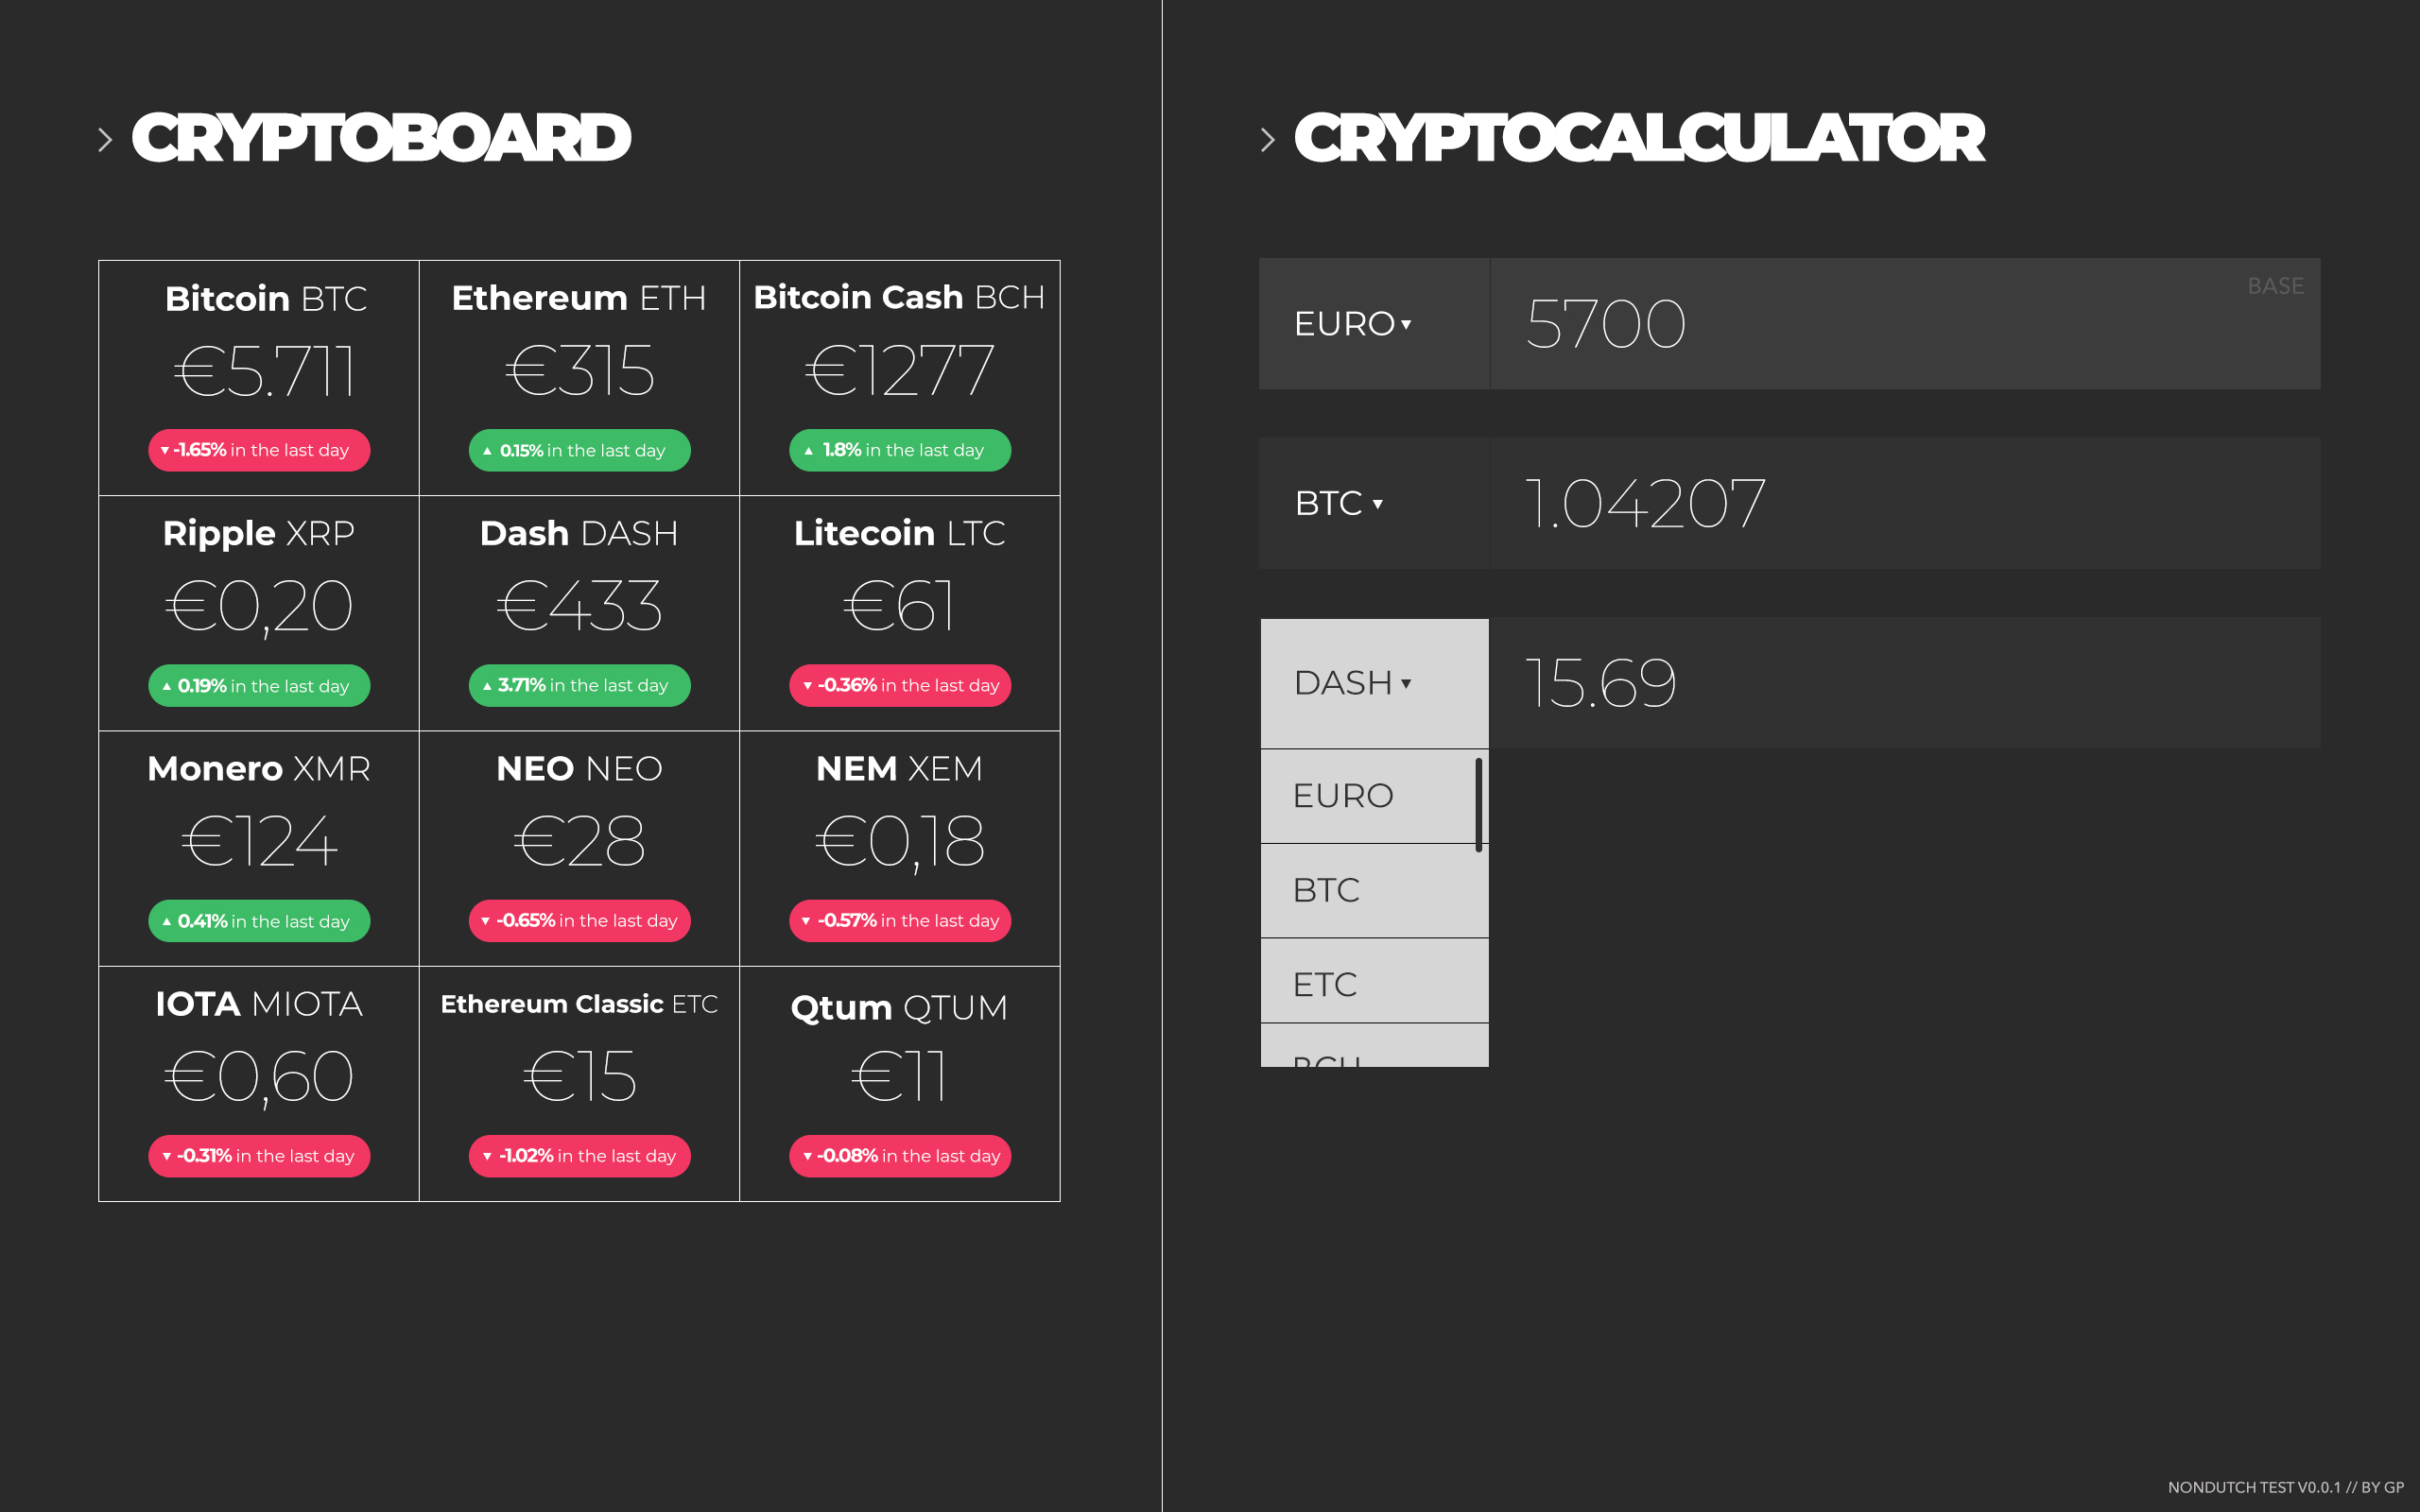 CRYPTOBOARD
Bitcoin BTC
€5.711
-1.65% in the last day
Ethereum ETH
€315
0.15% in the last day
Bitcoin Cash BCH
€1277
1.8% in the last day
Ripple XRP
€0,20
0.19% in the last day
Dash DASH
€433
3.71% in the last day
Litecoin LTC
€61
-0.36% in the last day
Monero XMR
€124
0.41% in the last day
NEO NEO
€28
-0.65% in the last day
NEM XEM
€0,18
-0.57% in the last day
IOTA MIOTA
€0,60
-0.31% in the last day
Ethereum Classic ETC
€15
-1.02% in the last day
Qtum QTUM
€11
-0.08% in the last day
CRYPTOCALCULATOR
EURO
5700
BASE
BTC
1.04207
DASH
15.69
EURO
BTC
ETC
BCH
NONDUTCH TEST V0.0.1 // BY GP